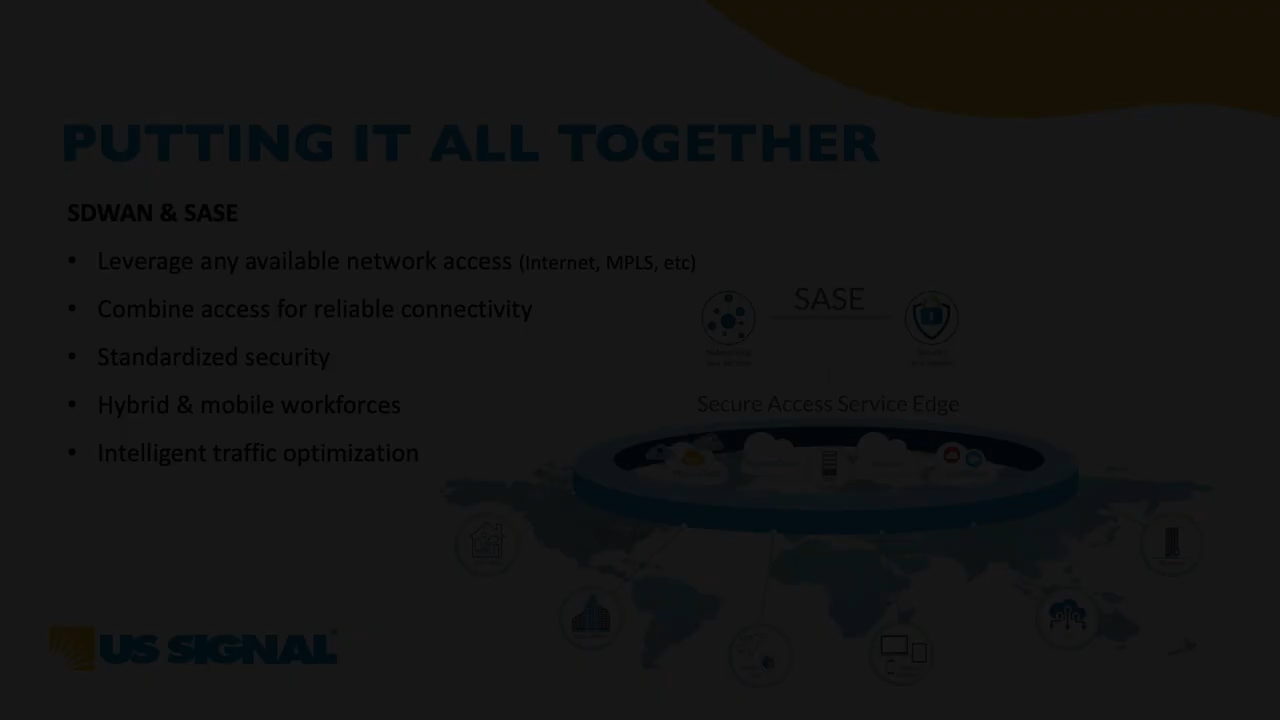 PUTTING IT ALL TOGETHER
SDWAN & SASE
• Leverage any available network access (Internet, MPLS, etc)
• Combine access for reliable connectivity
• Standardized security
• Hybrid & mobile workforces
• Intelligent traffic optimization
SASE
Secure Access Service Edge
US SIGNAL